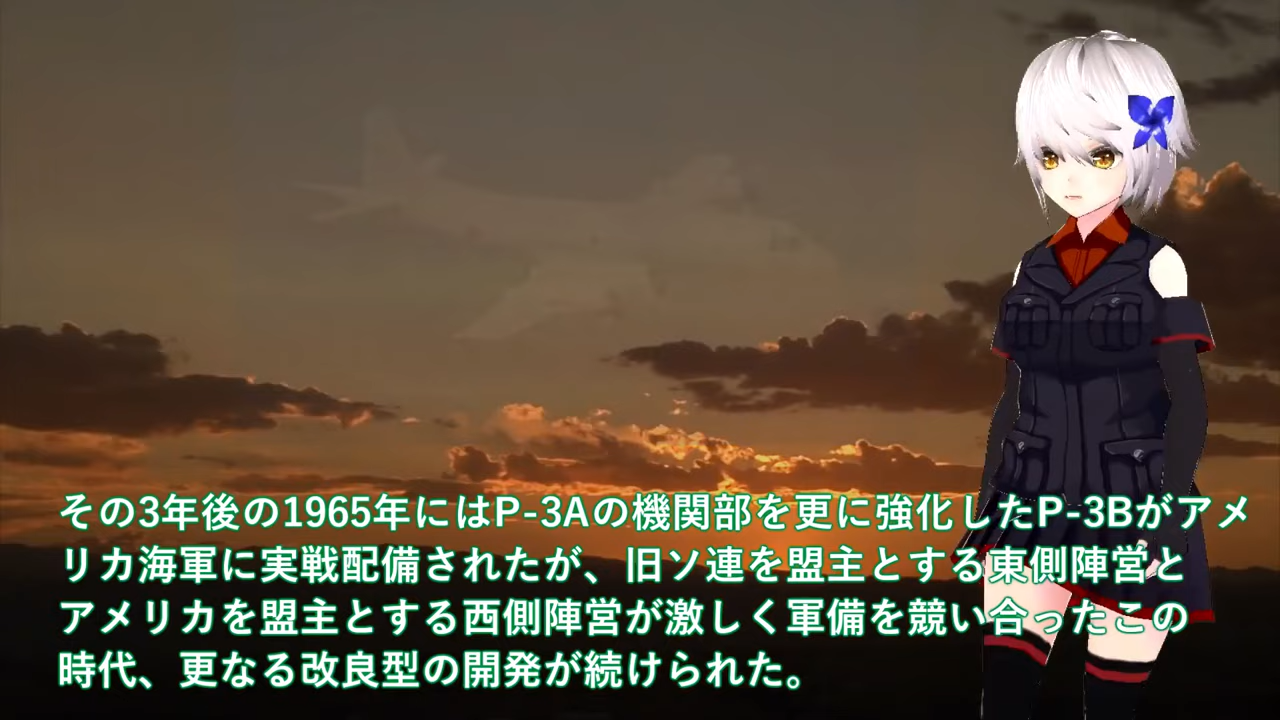 その3年後の1965年にはP-3Aの機関部を更に強化したP-3Bがアメ
リカ海軍に実戦配備されたが、旧ソ連を盟主とする東側陣営と
アメリカを盟主とする西側陣営が激しく軍備を競い合ったこの
時代、更なる改良型の開発が続けられた。